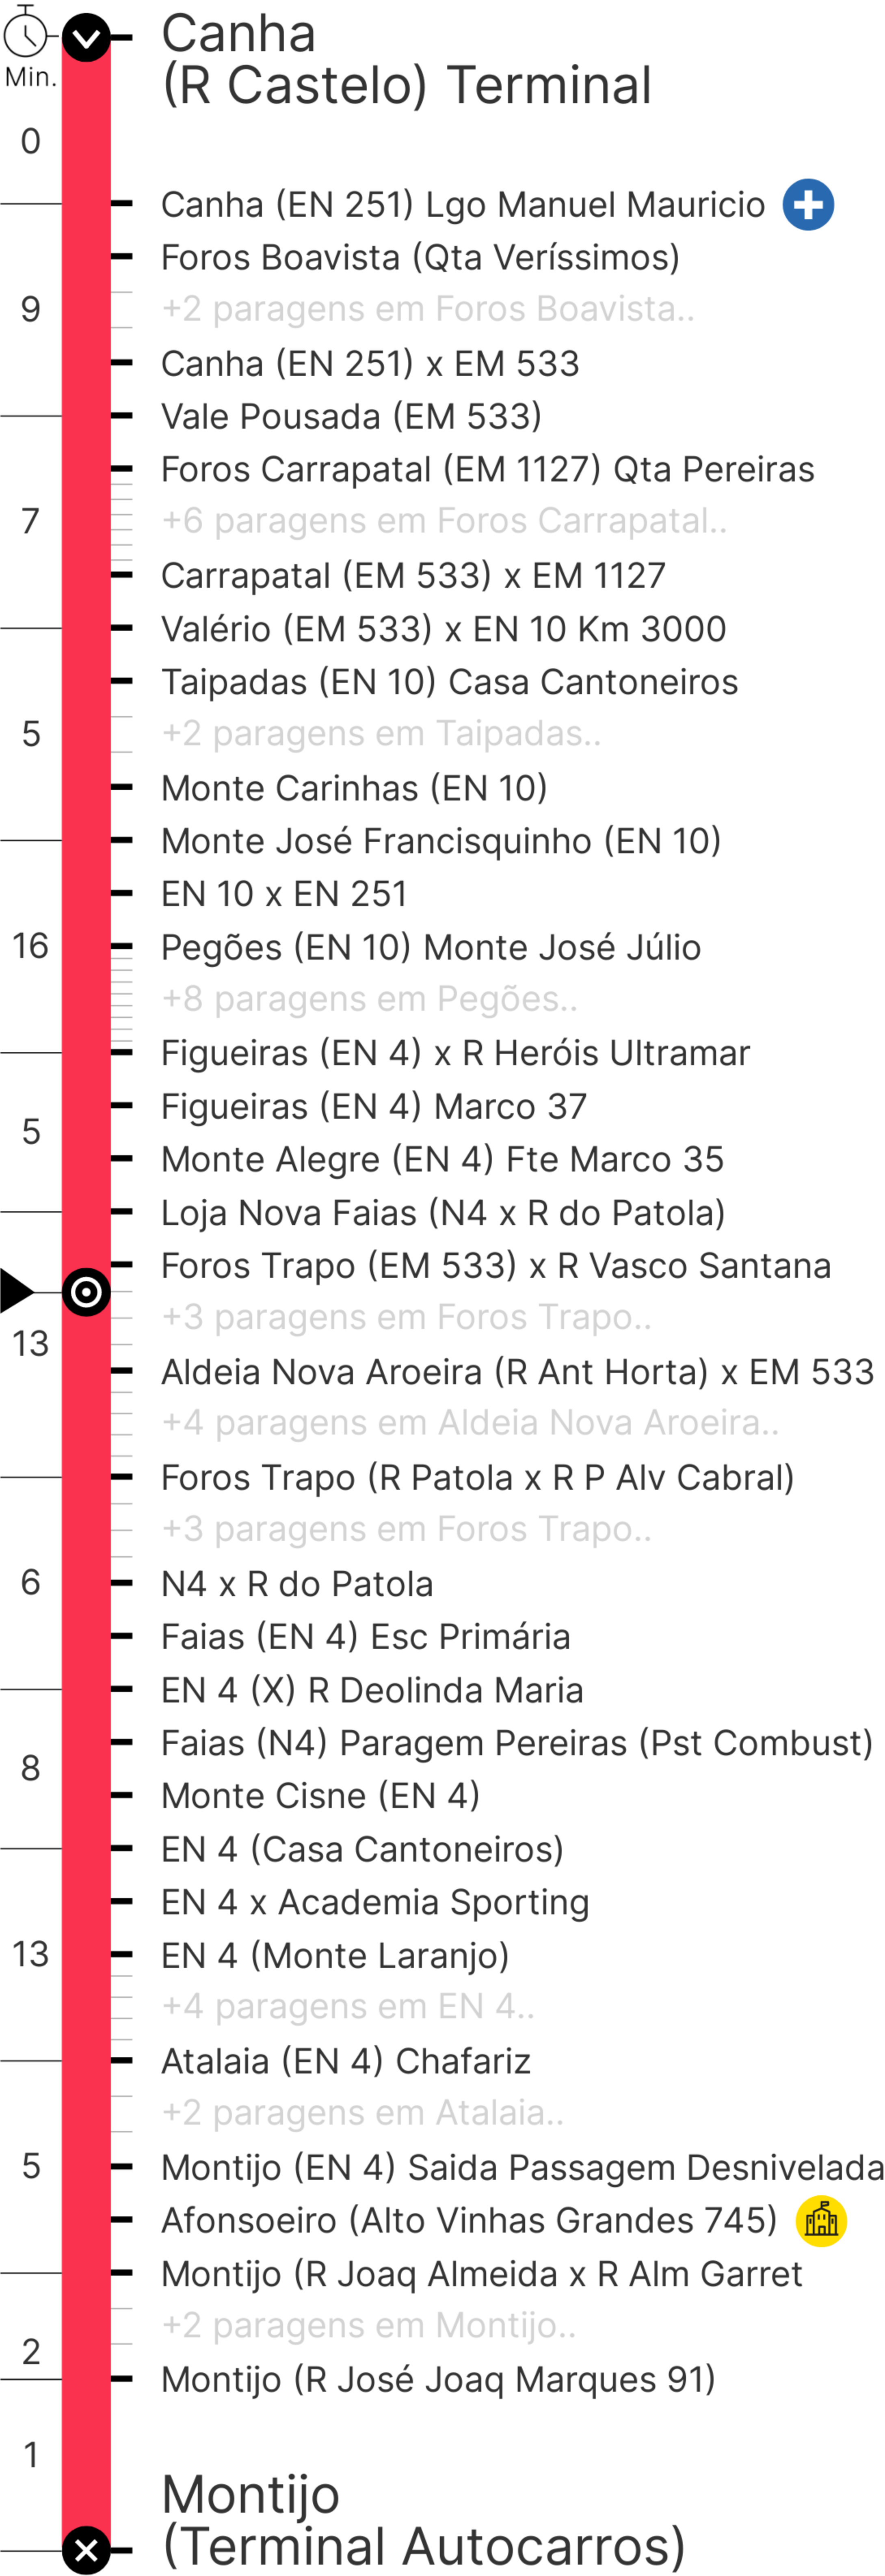 Canha
(R Castelo) Terminal
Min.
0
Canha (EN 251) Lgo Manuel Mauricio
Foros Boavista (Qta Veríssimos)
9
+2 paragens em Foros Boavista..
Canha (EN 251) x EM 533
Vale Pousada (EM 533)
Foros Carrapatal (EM 1127) Qta Pereiras
7
+6 paragens em Foros Carrapatal..
Carrapatal (EM 533) x EM 1127
Valério (EM 533) x EN 10 Km 3000
Taipadas (EN 10) Casa Cantoneiros
5
+2 paragens em Taipadas..
Monte Carinhas (EN 10)
Monte José Francisquinho (EN 10)
EN 10 x EN 251
16
Pegões (EN 10) Monte José Júlio
+8 paragens em Pegões..
Figueiras (EN 4) x R Heróis Ultramar
Figueiras (EN 4) Marco 37
5
Monte Alegre (EN 4) Fte Marco 35
Loja Nova Faias (N4 x R do Patola)
Foros Trapo (EM 533) x R Vasco Santana
+3 paragens em Foros Trapo..
13
Aldeia Nova Aroeira (R Ant Horta) x EM 533
+4 paragens em Aldeia Nova Aroeira..
Foros Trapo (R Patola x R P Alv Cabral)
+3 paragens em Foros Trapo..
6
N4 x R do Patola
Faias (EN 4) Esc Primária
EN 4 (X) R Deolinda Maria
Faias (N4) Paragem Pereiras (Pst Combust)
8
Monte Cisne (EN 4)
EN 4 (Casa Cantoneiros)
EN 4 x Academia Sporting
13
EN 4 (Monte Laranjo)
+4 paragens em EN 4..
Atalaia (EN 4) Chafariz
+2 paragens em Atalaia..
5
Montijo (EN 4) Saida Passagem Desnivelada
Afonsoeiro (Alto Vinhas Grandes 745)
Montijo (R Joaq Almeida x R Alm Garret
+2 paragens em Montijo..
2
Montijo (R José Joaq Marques 91)
1
Montijo
(Terminal Autocarros)